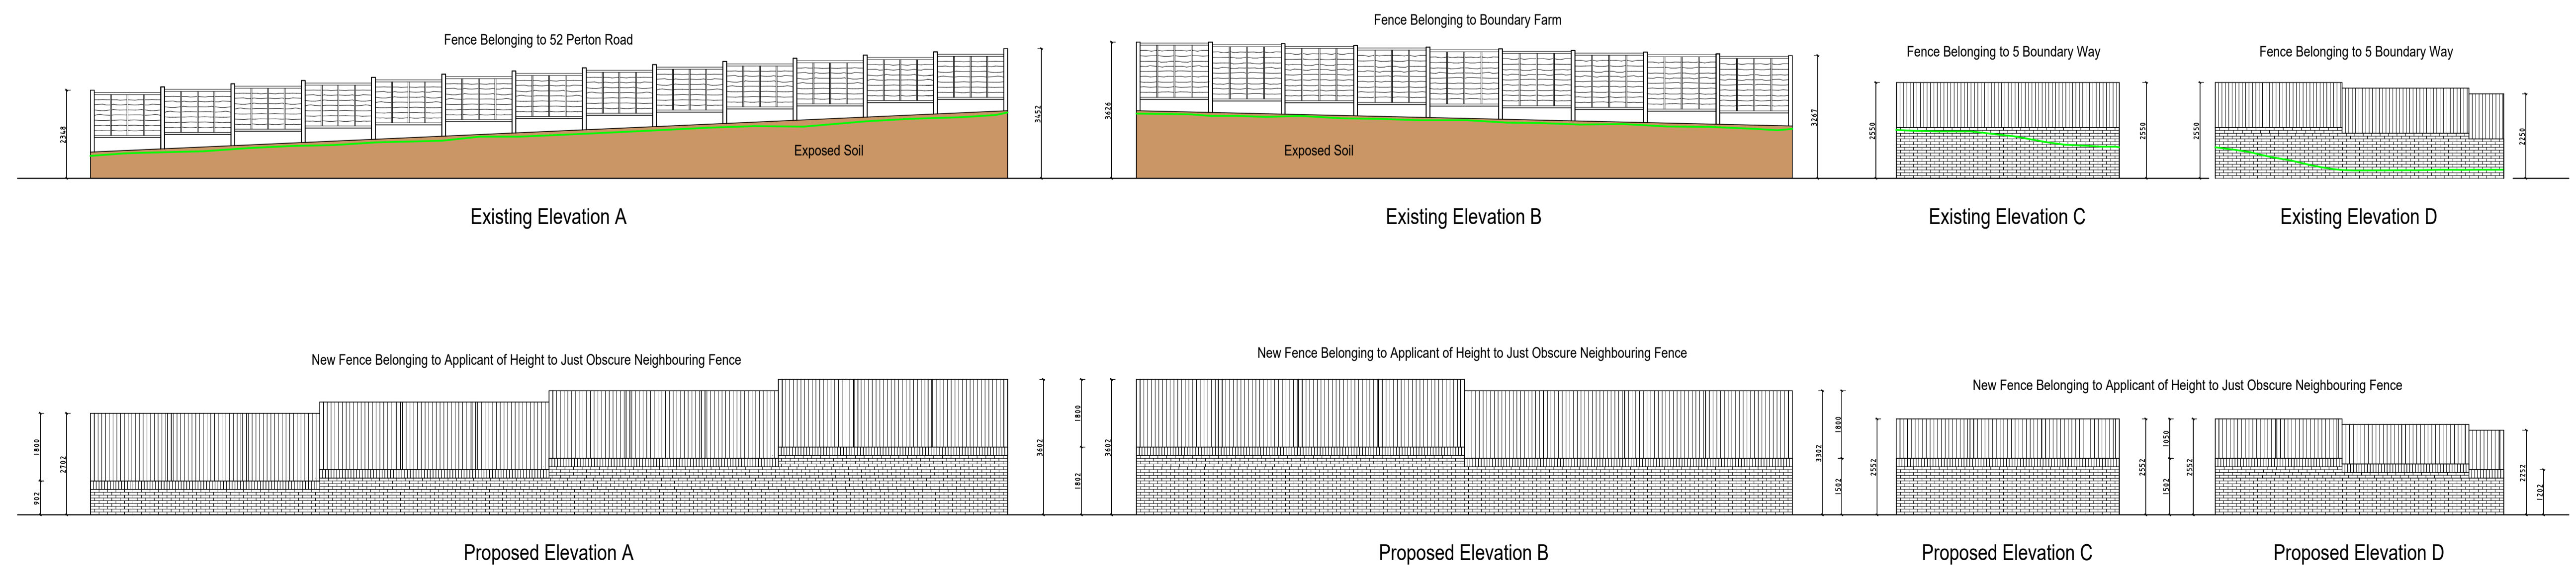 Fence Belonging to Boundary Farm
Fence Belonging to 52 Perton Road
Fence Belonging to 5 Boundary Way
Fence Belonging to 5 Boundary Way
2348
3452
3626
3267
2550
2550
2550
2250
Exposed Soil
Exposed Soil
Existing Elevation A
Existing Elevation B
Existing Elevation C
Existing Elevation D
New Fence Belonging to Applicant of Height to Just Obscure Neighbouring Fence
New Fence Belonging to Applicant of Height to Just Obscure Neighbouring Fence
New Fence Belonging to Applicant of Height to Just Obscure Neighbouring Fence
1800
902
2702
3602
1800
1802
3602
3302
1800
1502
2552
2552
1050
1502
2552
2252
1202
Proposed Elevation A
Proposed Elevation B
Proposed Elevation C
Proposed Elevation D